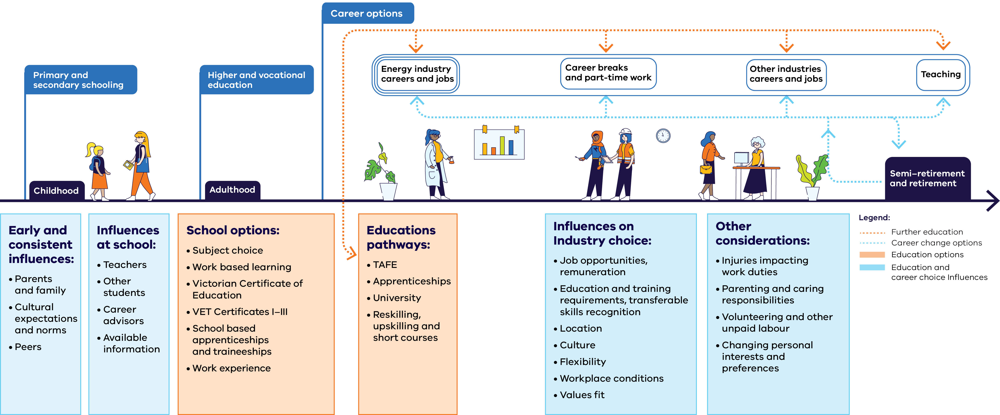 Career options
Primary and
secondary schooling
Higher and vocational
education
Energy industry
careers and jobs
Career breaks
and part-time work
Other industries
careers and jobs
Teaching
Childhood
Adulthood
Semi–retirement
and retirement
Early and
consistent
influences:
• Parents
and family
• Cultural
expectations
and norms
• Peers
Influences
at school:
• Teachers
• Other
students
• Career
advisors
• Available
information
School options:
• Subject choice
• Work based learning
• Victorian Certificate of
Education
• VET Certificates I–III
• School based
apprenticeships
and traineeships
• Work experience
Educations
pathways:
• TAFE
• Apprenticeships
• University
• Reskilling,
upskilling and
short courses
Influences on
Industry choice:
• Job opportunities,
remuneration
• Education and training
requirements, transferable
skills recognition
• Location
• Culture
• Flexibility
• Workplace conditions
• Values fit
Other
considerations:
• Injuries impacting
work duties
• Parenting and caring
responsibilities
• Volunteering and other
unpaid labour
• Changing personal
interests and
preferences
Legend:
Further education
Career change options
Education options
Education and
career choice Influences